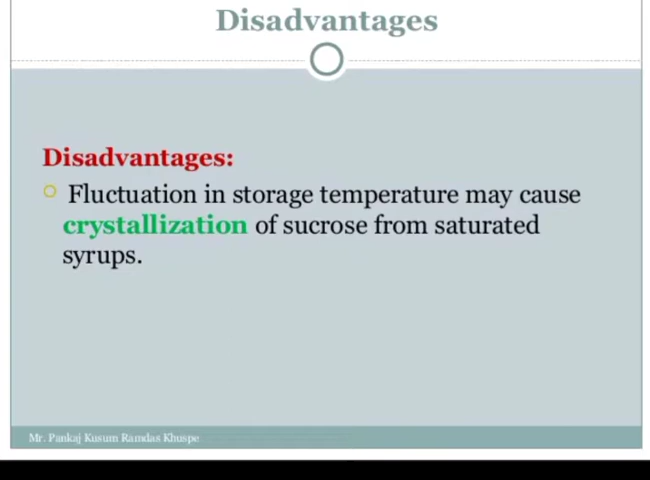 Disadvantages
Disadvantages:
Fluctuation in storage temperature may cause
crystallization of sucrose from saturated
syrups.
Mr. Pankaj Kusum Ramdas Khuspe